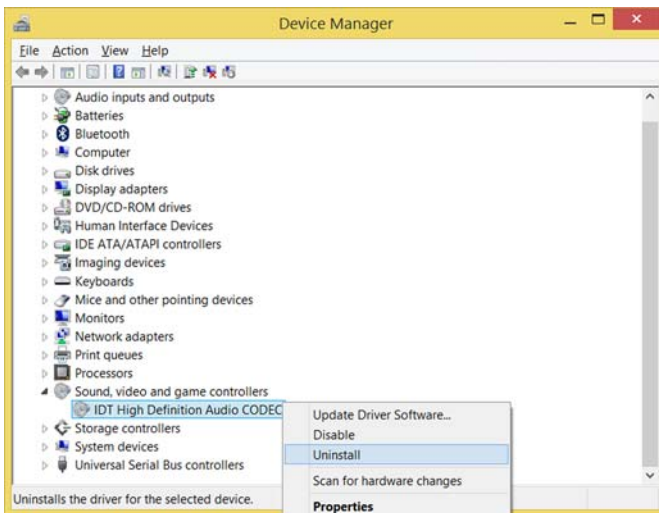 Device Manager
File Action View Help
Audio inputs and outputs
Batteries
Bluetooth
Computer
Disk drives
Display adapters
DVD/CD-ROM drives
Human Interface Devices
IDE ATA/ATAPI controllers
Imaging devices
Keyboards
Mice and other pointing devices
Monitors
Network adapters
Print queues
Processors
Sound, video and game controllers
IDT High Definition Audio CODEC
Update Driver Software...
Storage controllers
Disable
System devices
Uninstall
Universal Serial Bus controllers
Scan for hardware changes
Uninstalls the driver for the selected device.
Properties